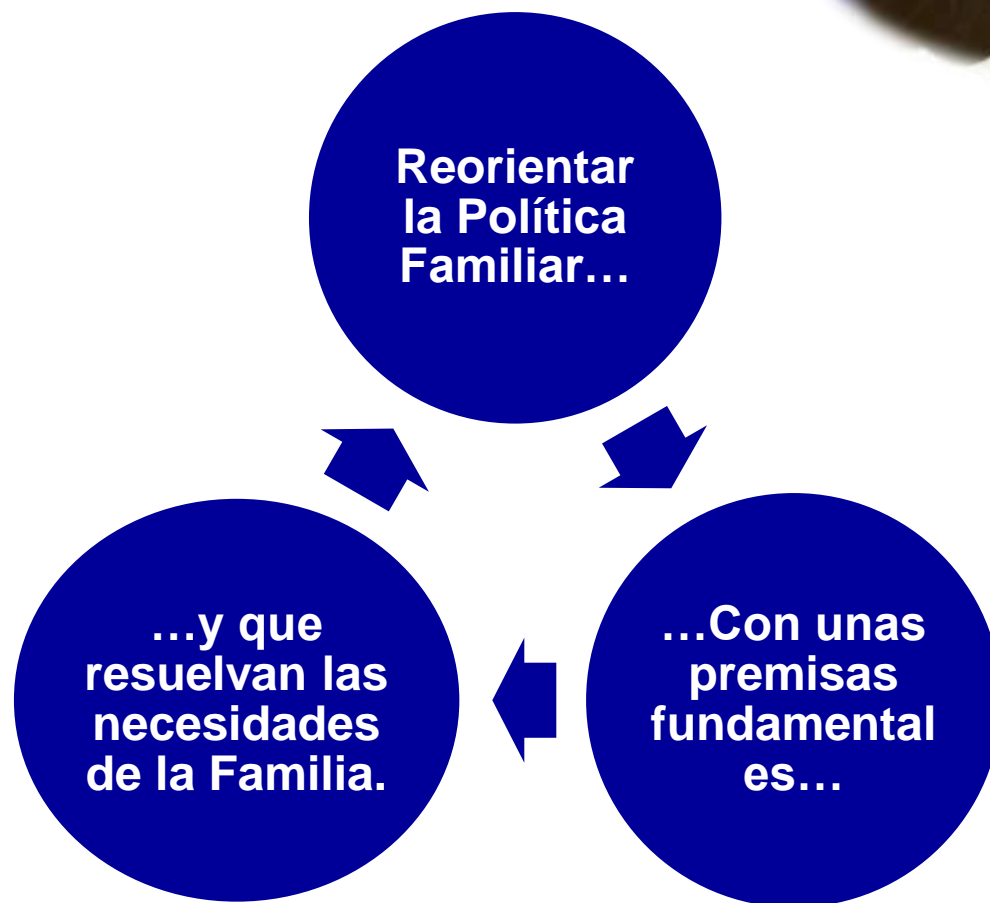 Reorientar
la Política
Familiar…
…Con unas
premisas
fundamental
es…
…y que
resuelvan las
necesidades
de la Familia.